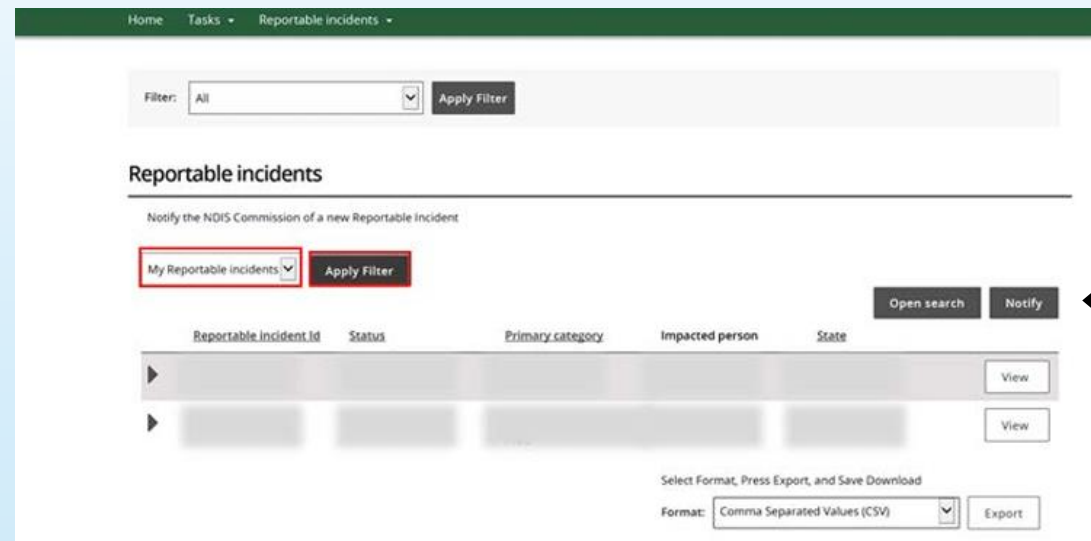 Home Tasks Reportable incidents
Filter: All Apply Filter
Reportable incidents
Notify the NDIS Commission of a new Reportable Incident
My Reportable incidents Apply Filter
Open search Notify
Reportable incident Id Status Primary category Impacted person State
View
View
Select Format, Press Export, and Save Download
Format: Comma Separated Values (CSV) Export